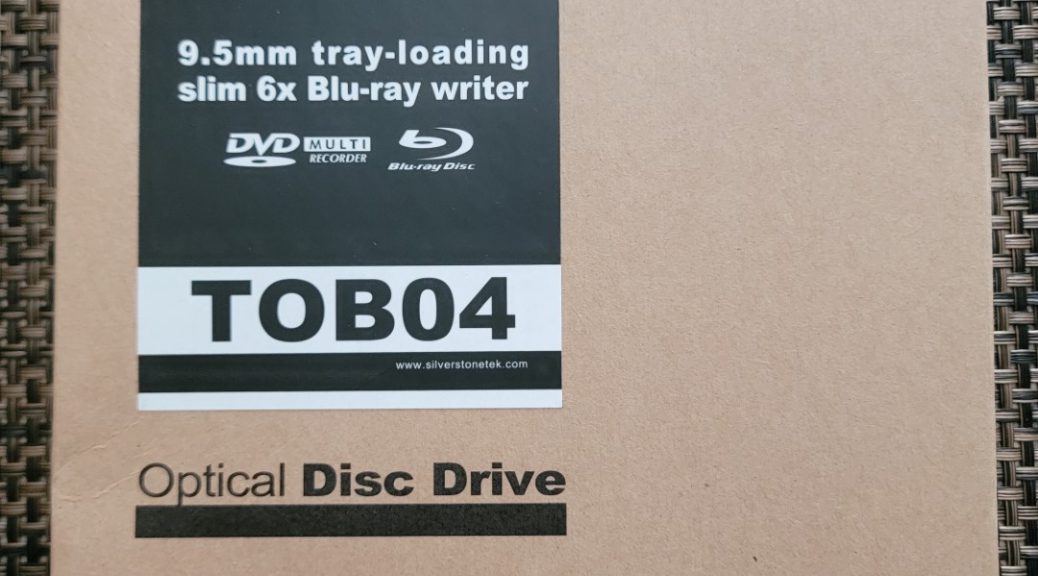 9.5mm tray-loading
slim 6x Blu-ray writer
DVD MULTI RECORDER
Blu-ray Disc
TOB04
www.silverstonetek.com
Optical Disc Drive